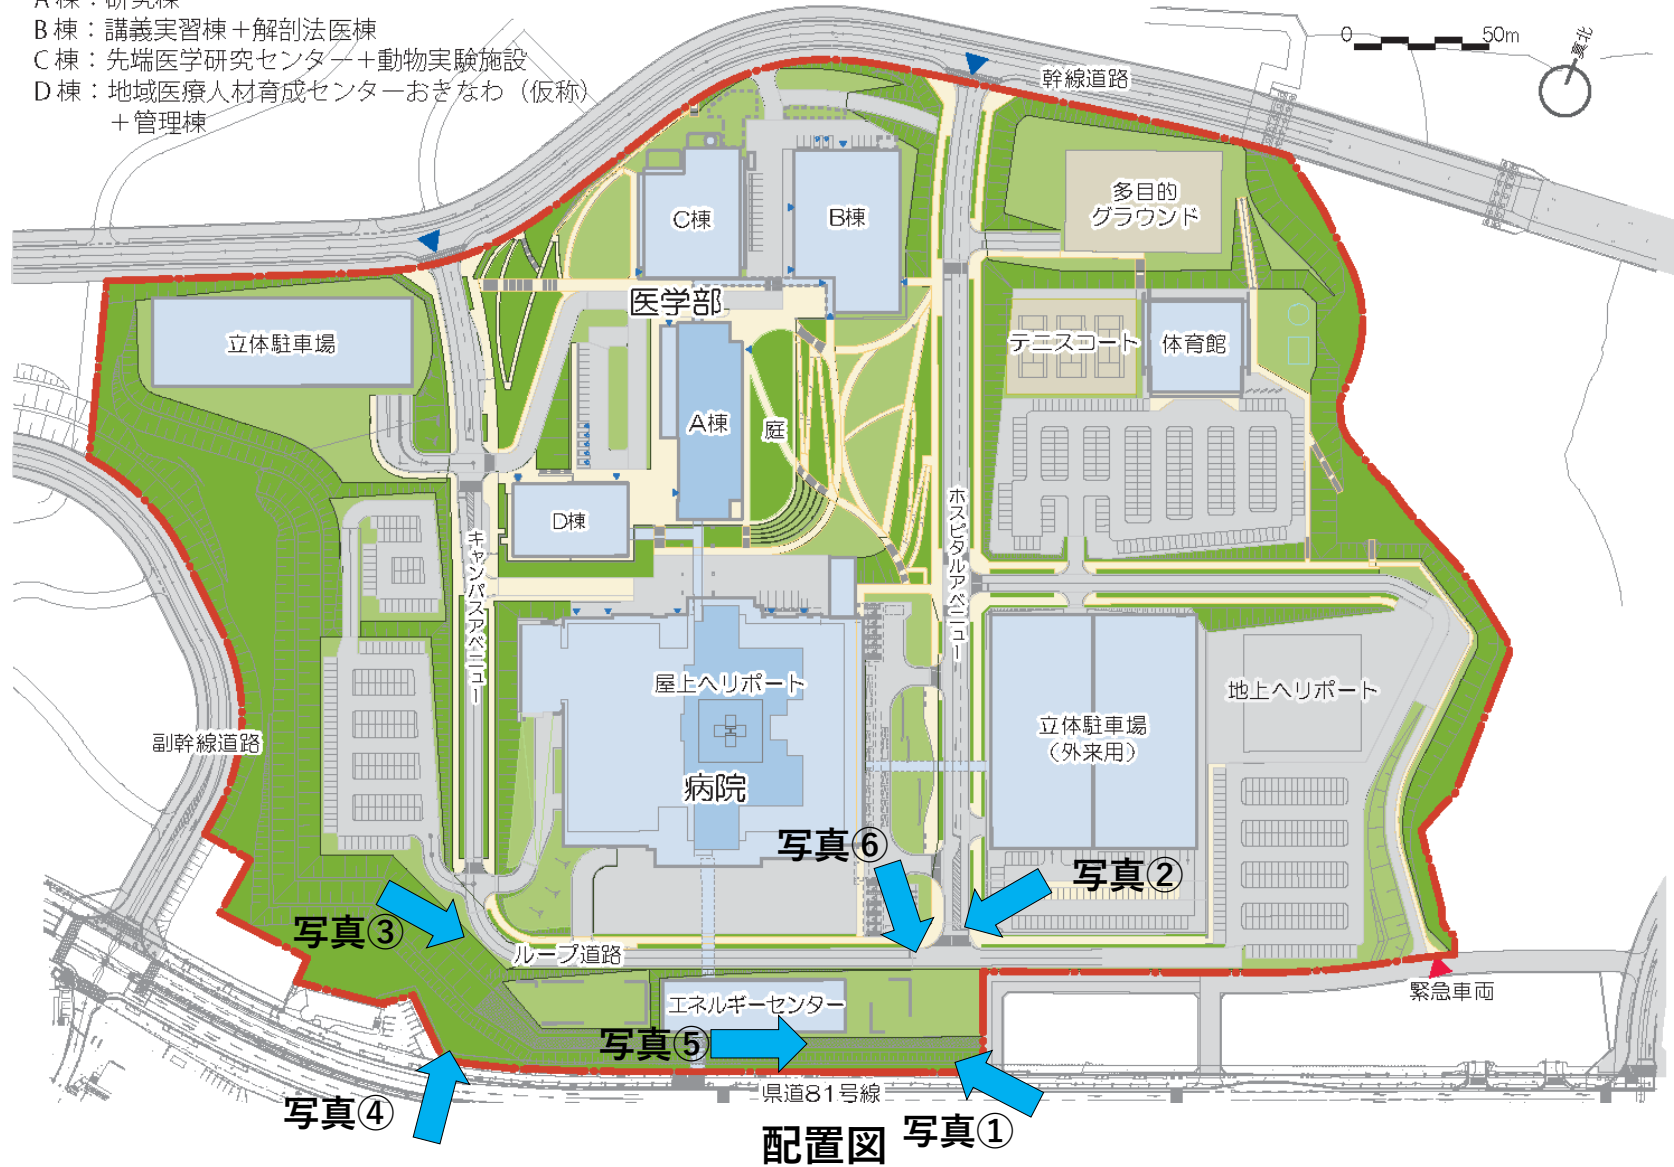 A棟：研究棟
B棟：講義実習棟＋解剖法医棟
C棟：先端医学研究センター＋動物実験施設
D棟：地域医療人材育成センターおきなわ（仮称）
＋管理棟
0
50m
真北
幹線道路
多目的
グラウンド
C棟
B棟
医学部
立体駐車場
テニスコート
体育館
A棟
庭
D棟
キャンパスアベニュー
ホスピタルアベニュー
屋上ヘリポート
地上ヘリポート
立体駐車場
（外来用）
副幹線道路
病院
写真⑥
写真②
写真③
ループ道路
エネルギーセンター
緊急車両
写真⑤
県道81号線
写真④
写真①
配置図